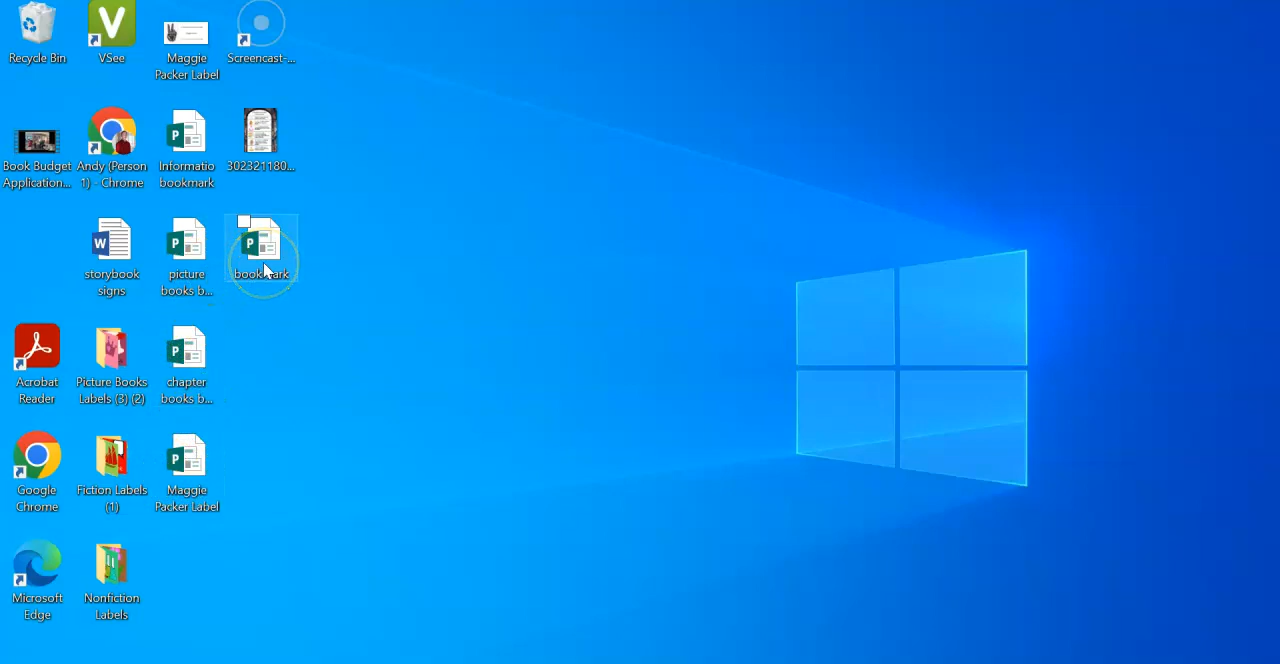 Recycle Bin
VSee
Maggie
Packer Label
Screencast-...
Book Budget
Application...
Andy (Person
1) - Chrome
Informatio
bookmark
302321180...
storybook
signs
picture
books b...
bookmark
Acrobat
Reader
Picture Books
Labels (3) (2)
chapter
books b...
Google
Chrome
Fiction Labels
(1)
Maggie
Packer Label
Microsoft
Edge
Nonfiction
Labels